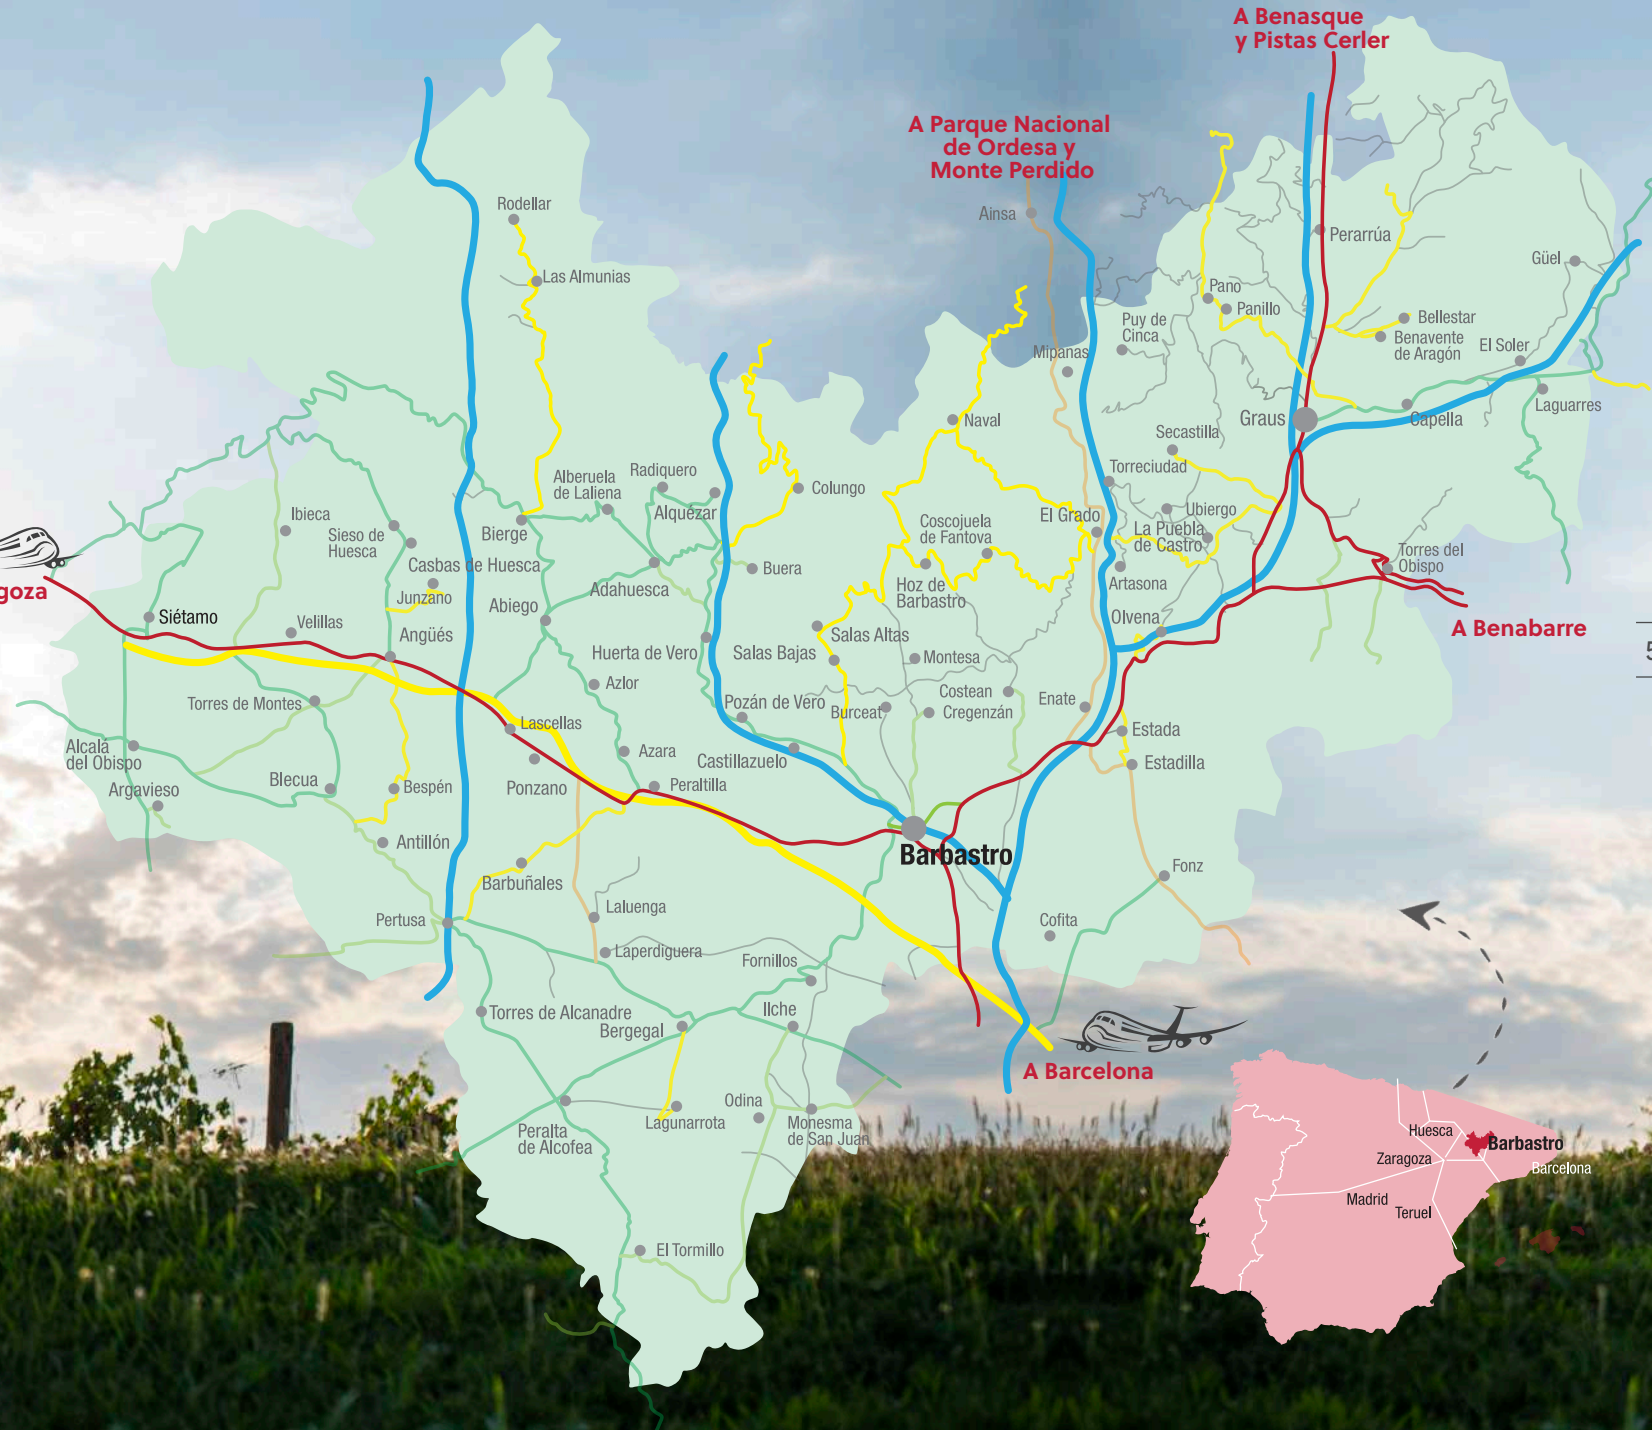 A Benasque
y Pistas Cerler
A Parque Nacional
de Ordesa y
Monte Perdido
Ainsa
Rodellar
Las Almunias
Perarrúa
Güel
Pano
Panillo
Puy de
Cinca
Bellestar
Benavente
de Aragón
El Soler
Mipanas
Laguarres
Capella
Graus
Naval
Secastilla
Torreciudad
Alberuela
de Laliena
Radiquero
Alquézar
Colungo
Ibieca
Sieso de
Huesca
Bierge
Coscojuela
de Fantova
El Grado
Ubiergo
La Puebla
de Castro
Torres del
Obispo
Casbas de Huesca
Junzano
Buera
Adahuesca
Hoz de
Barbastro
Artasona
goza
Siétamo
Velillas
Angüés
Abiego
Olvena
A Benabarre
Huerta de Vero
Salas Altas
Salas Bajas
Montesa
5
Azlor
Costean
Enate
Torres de Montes
Pozán de Vero
Burceat
Cregenzán
Lascellas
Estada
Alcalá
del Obispo
Azara
Castillazuelo
Estadilla
Argavieso
Blecua
Bespén
Ponzano
Peraltilla
Antillón
Barbastro
Barbuñales
Fonz
Pertusa
Laluenga
Cofita
Laperdiguera
Fornillos
Torres de Alcanadre
Bergegal
Ilche
A Barcelona
Peralta
de Alcofea
Lagunarrota
Odina
Monesma
de San Juan
El Tormillo
Huesca
Barbastro
Zaragoza
Barcelona
Madrid
Teruel